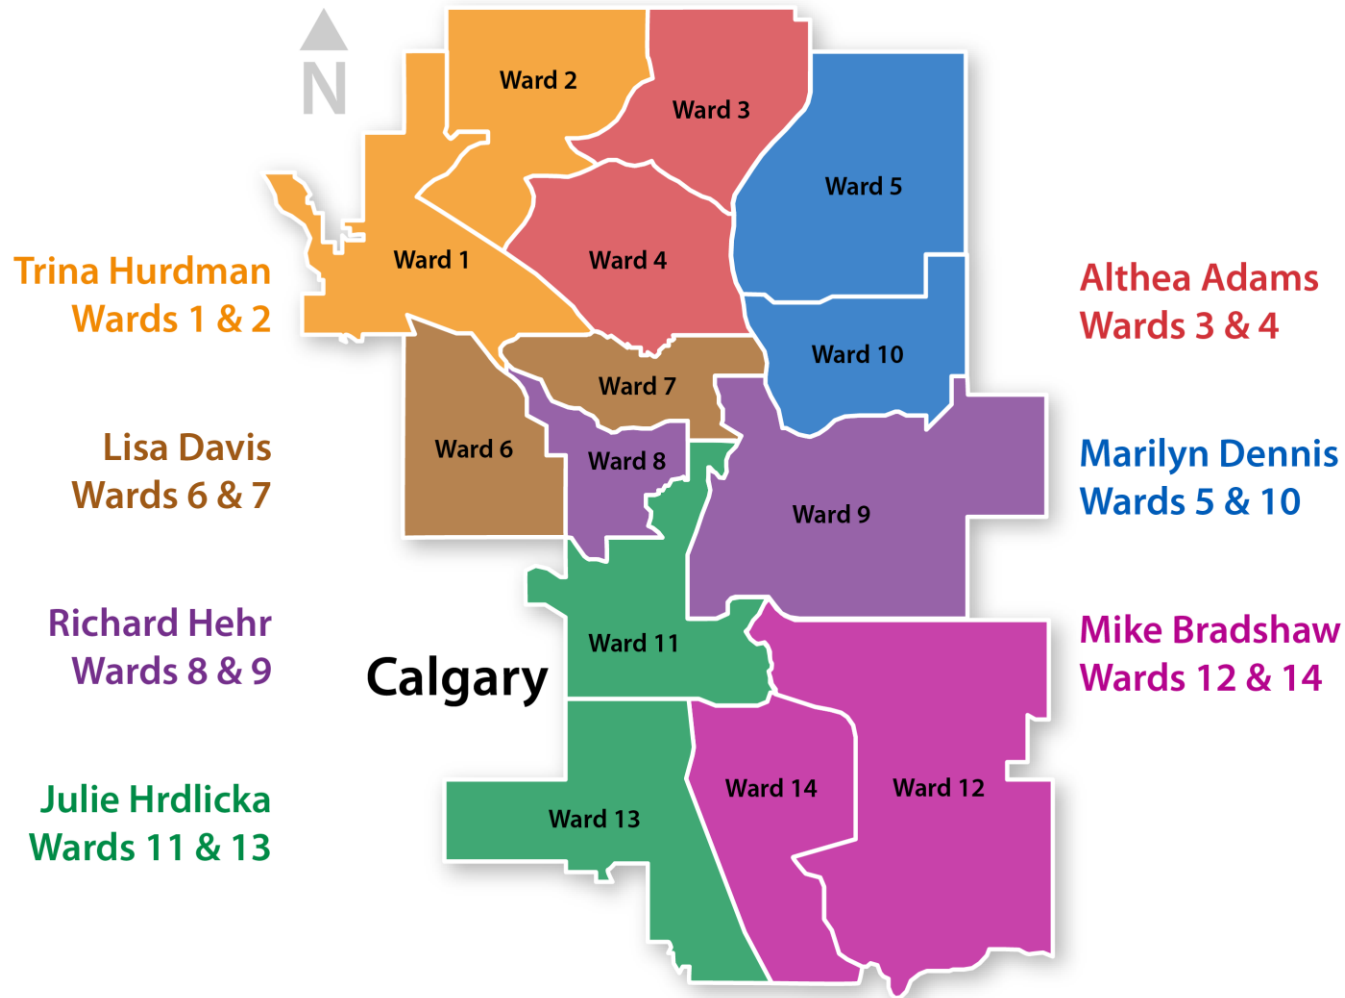 N
Ward 2
Ward 3
Ward 5
Ward 1
Ward 4
Ward 10
Ward 7
Ward 6
Ward 8
Ward 9
Ward 11
Ward 14
Ward 12
Ward 13
Calgary
Trina Hurdman
Wards 1 & 2
Lisa Davis
Wards 6 & 7
Richard Hehr
Wards 8 & 9
Julie Hrdlicka
Wards 11 & 13
Althea Adams
Wards 3 & 4
Marilyn Dennis
Wards 5 & 10
Mike Bradshaw
Wards 12 & 14